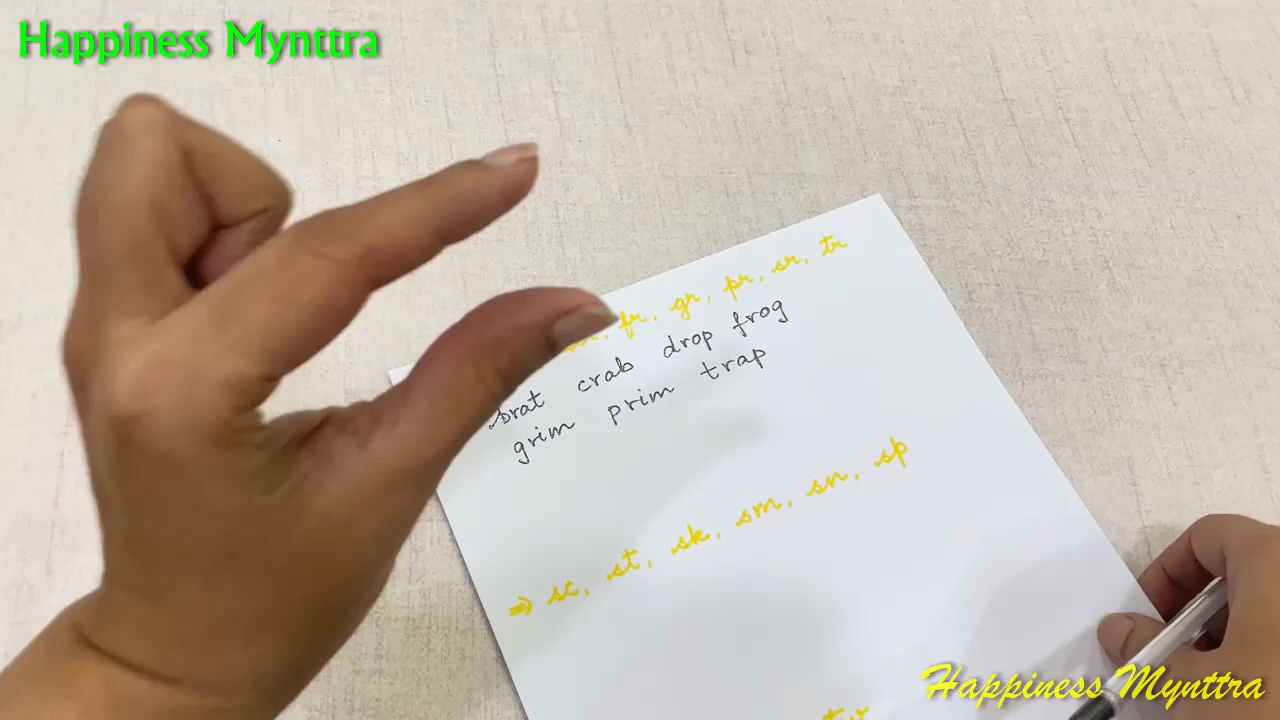 Happiness Mynttra
fr, gr, pr, sr, tr
brat crab drop frog
grim prim trap
⇒ sc, st, sk, sm, sn, sp
Happiness Mynttra